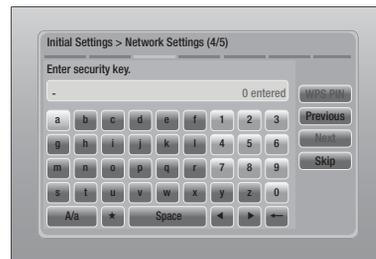 Initial Settings > Network Settings (4/5)
Enter security key.
- 0 entered
WPS PIN
a b c d e f 1 2 3 Previous
g h i j k l 4 5 6 Next
m n o p q r 7 8 9 Skip
s t u v w x y z 0
A/a ★ Space ◀ ▶ ←